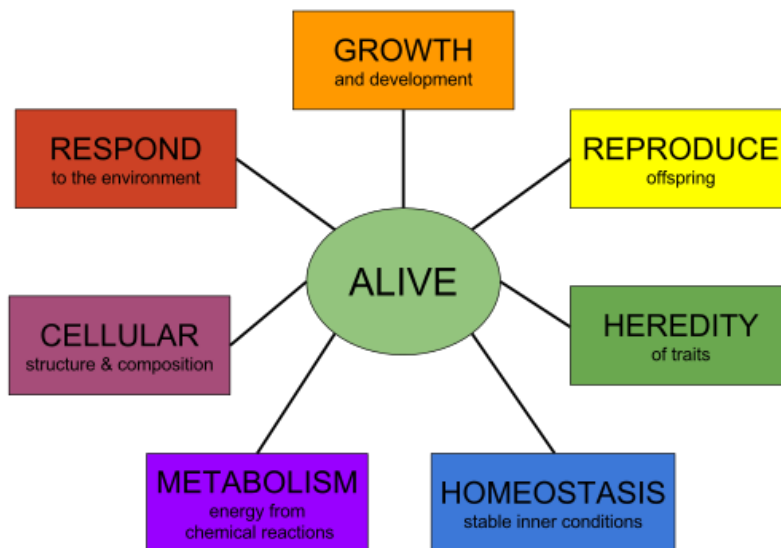 GROWTH
and development
RESPOND
to the environment
REPRODUCE
offspring
ALIVE
CELLULAR
structure & composition
HEREDITY
of traits
METABOLISM
energy from
chemical reactions
HOMEOSTASIS
stable inner conditions